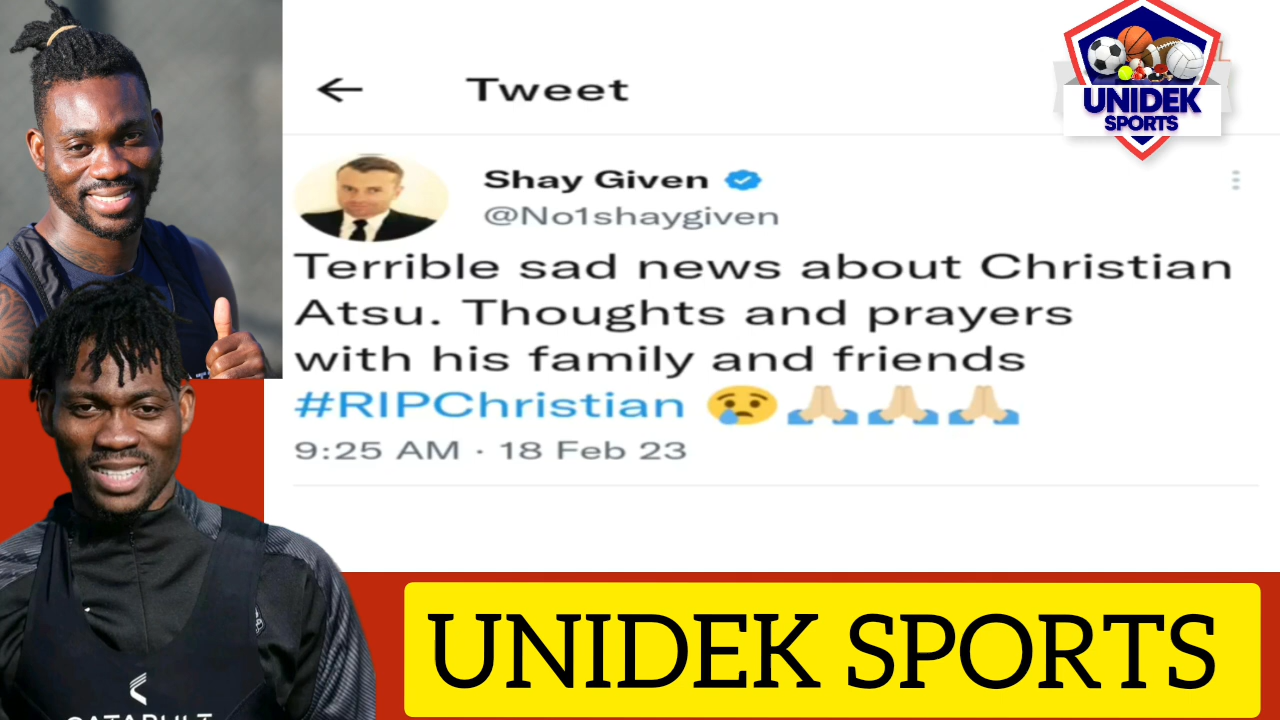 Tweet
UNIDEK
SPORTS
Shay Given
@No1shaygiven
Terrible sad news about Christian
Atsu. Thoughts and prayers
with his family and friends
#RIPChristian 😢🙏🏼🙏🏼🙏🏼
9:25 AM · 18 Feb 23
UNIDEK SPORTS
CATAPULT